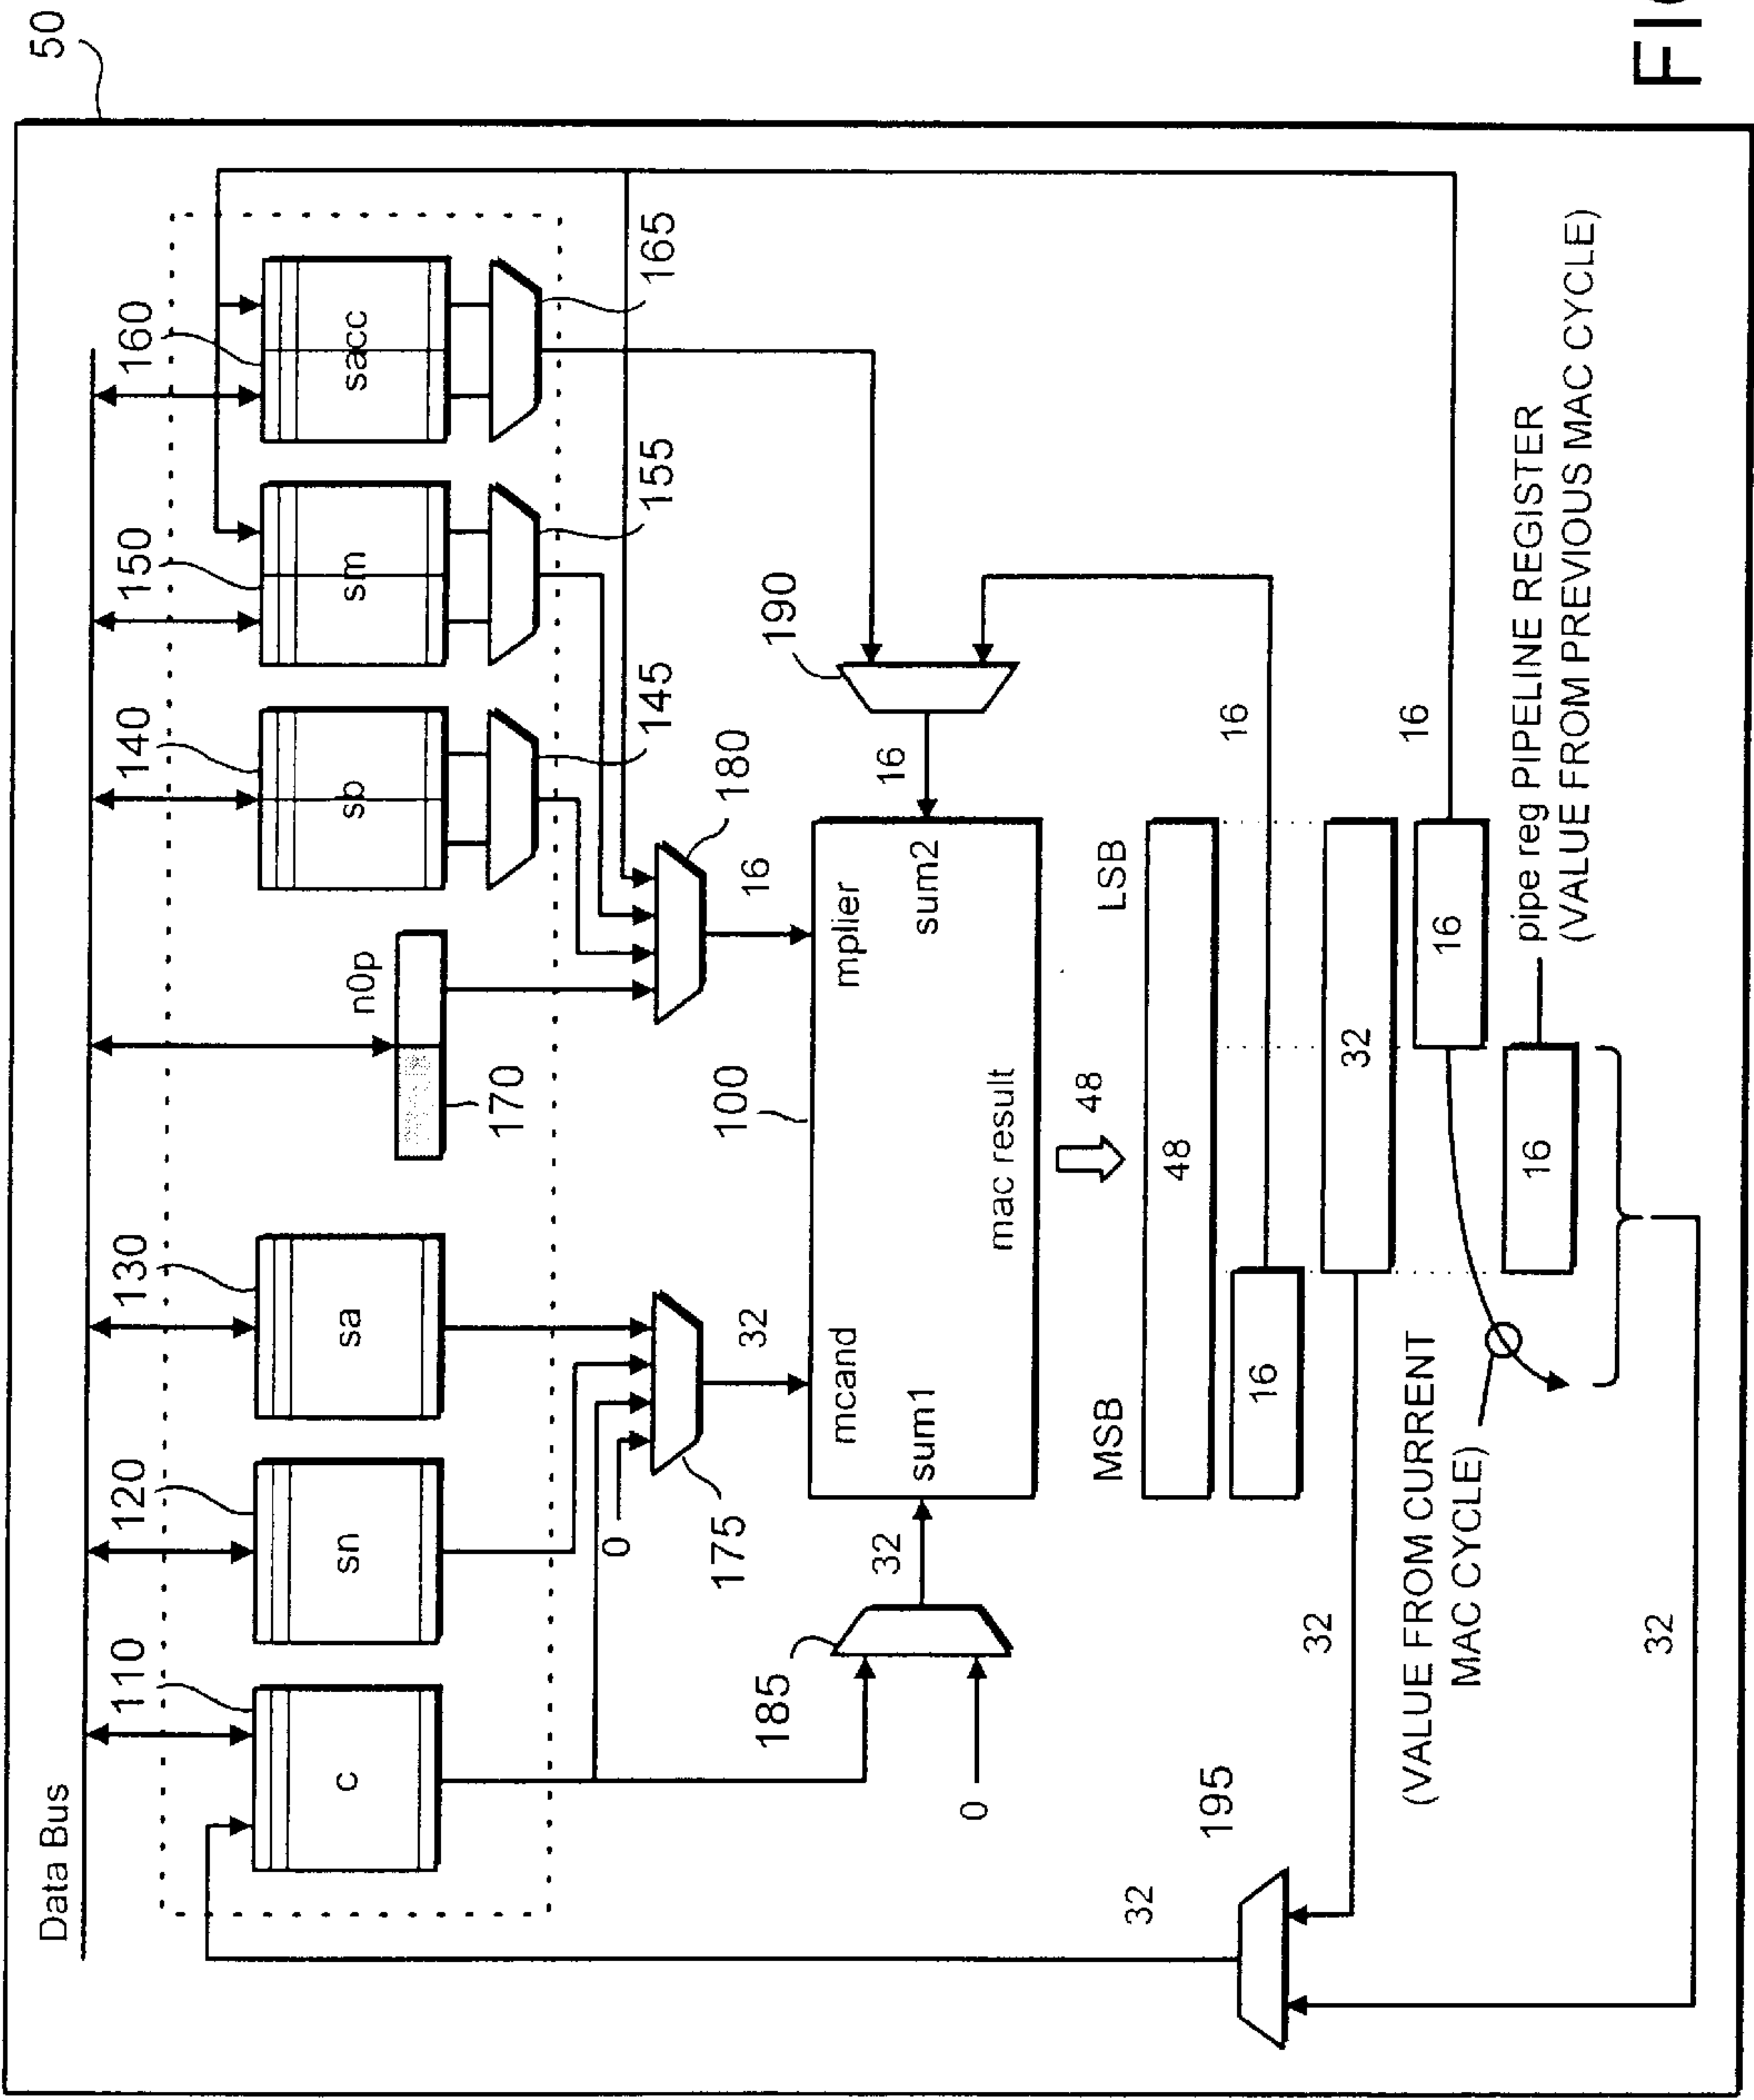 50
Data Bus
110
120
130
140
150
160
c
sn
sa
n0p
sb
sm
sacc
170
145
155
165
0
175
180
32
16
185
0
32
mcand
mplier
100
sum1
sum2
mac result
16
190
48
MSB
LSB
48
16
16
195
32
32
32
16
16
(VALUE FROM CURRENT
MAC CYCLE)
16
pipe reg PIPELINE REGISTER
(VALUE FROM PREVIOUS MAC CYCLE)
32